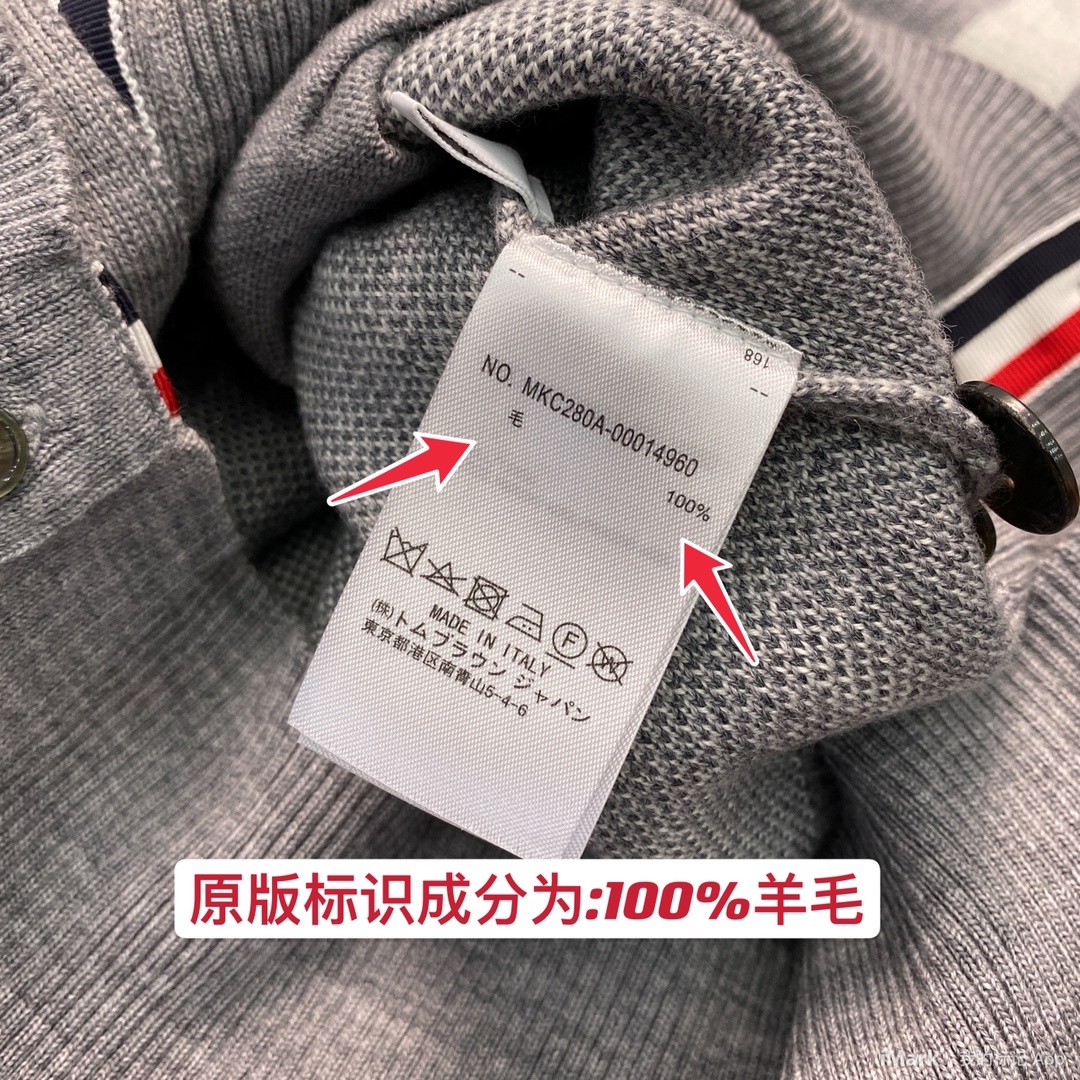 168
NO. MKC280A-00014960
毛
100%
MADE IN ITALY
(株)トムブラウン ジャパン
東京都港区南青山5-4-6
原版标识成分为:100%羊毛